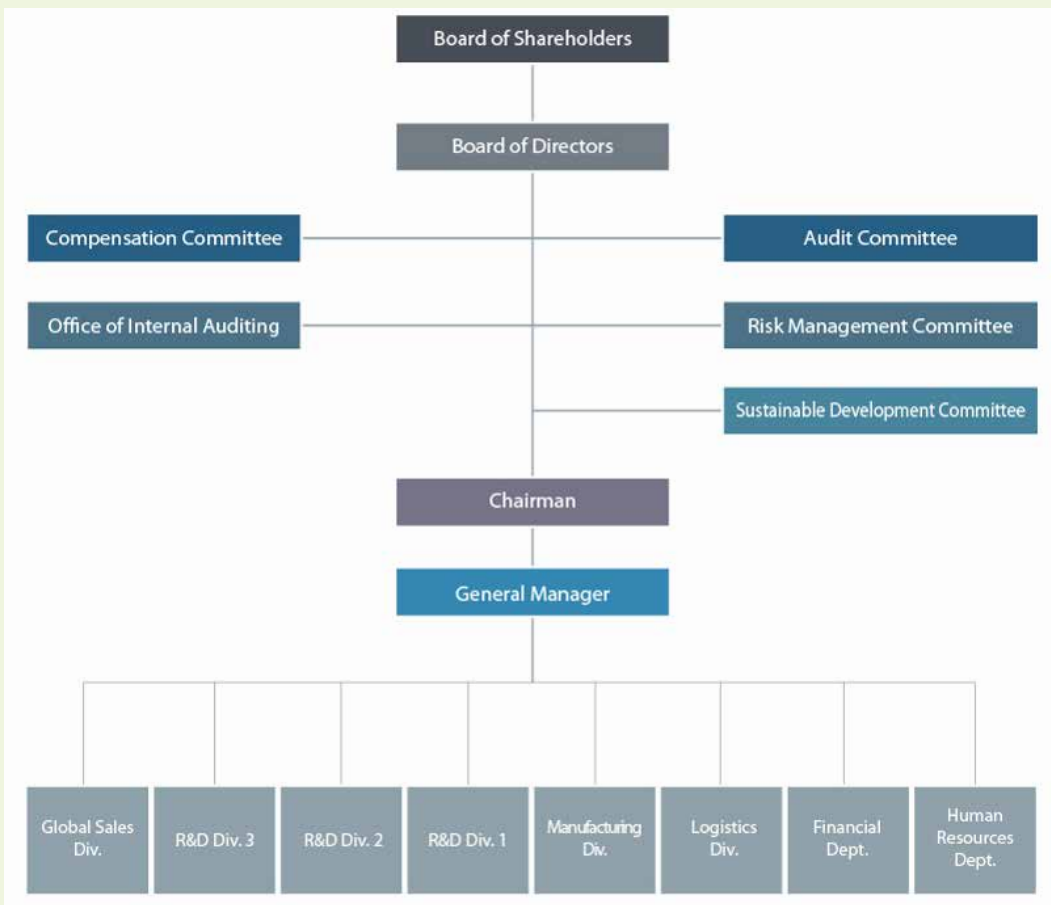 Board of Shareholders
Board of Directors
Compensation Committee
Audit Committee
Office of Internal Auditing
Risk Management Committee
Sustainable Development Committee
Chairman
General Manager
Global Sales
Div.
R&D Div. 3
R&D Div. 2
R&D Div. 1
Manufacturing
Div.
Logistics
Div.
Financial
Dept.
Human
Resources
Dept.